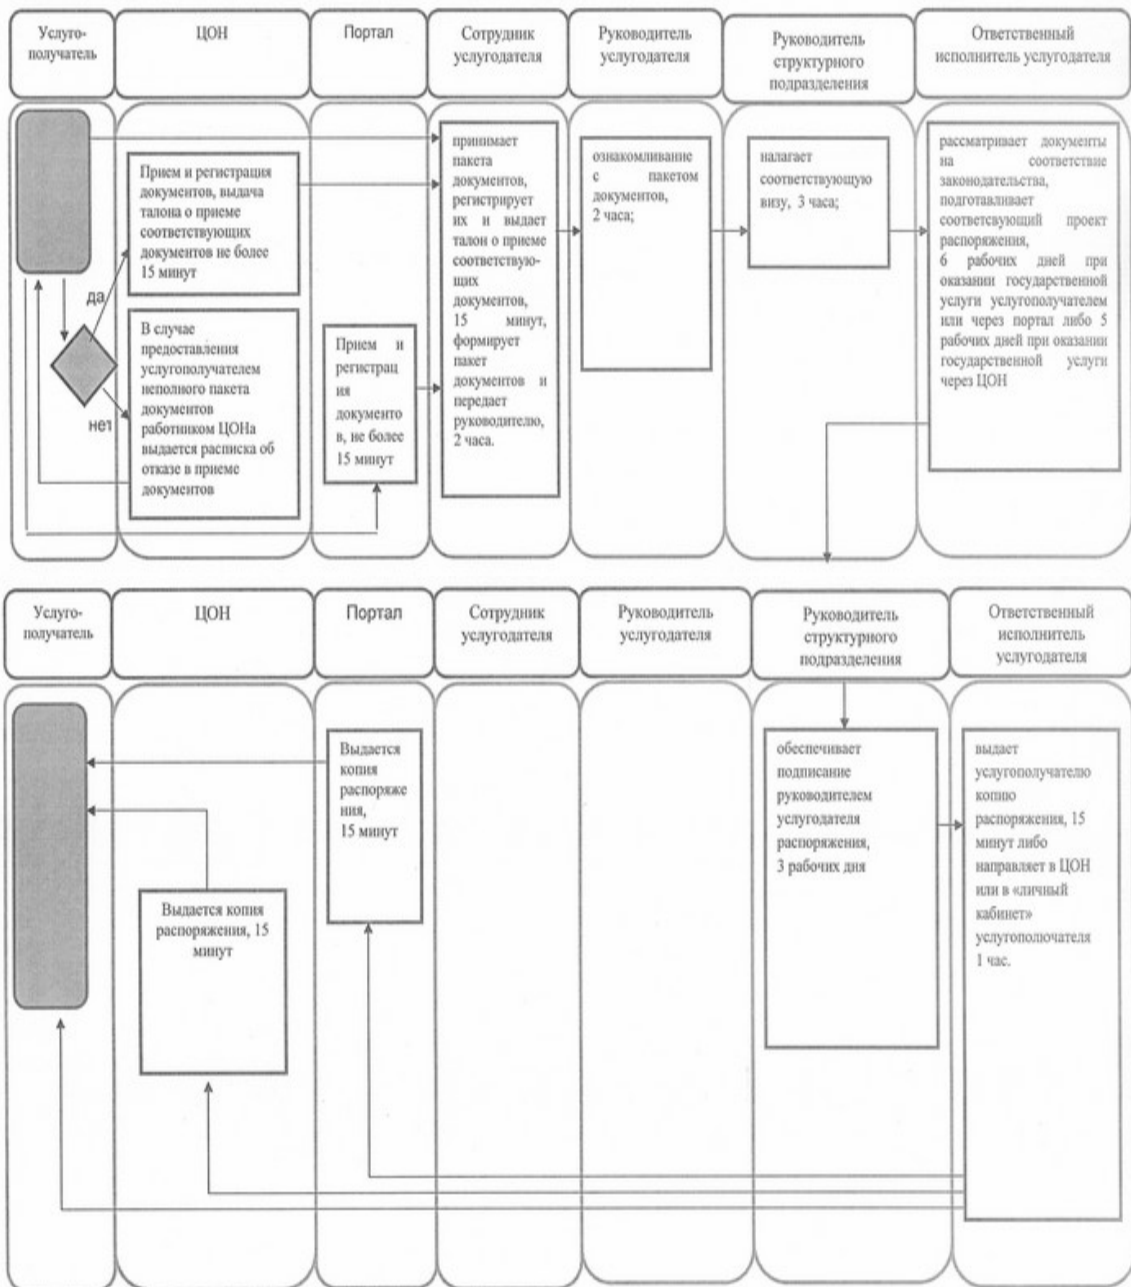 Услуго-
получатель
ЦОН
Портал
Сотрудник
услугодателя
Руководитель
услугодателя
Руководитель
структурного
подразделения
Ответственный
исполнитель услугодателя
Прием и регистрация
документов, выдача
талона о приеме
соответствующих
документов не более
15 минут
да
нет
В случае
предоставления
услугополучателем
неполного пакета
документов
работником ЦОНа
выдается расписка об
отказе в приеме
документов
Прием и
регистрац
ия
документо
в, не более
15 минут
принимает
пакета
документов,
регистрирует
их и выдает
талон о приеме
соответствую-
щих
документов,
15 минут,
формирует
пакет
документов и
передает
руководителю,
2 часа.
ознакомливание
с пакетом
документов,
2 часа;
налагает
соответствующую
визу, 3 часа;
рассматривает документы
на соответствие
законодательства,
подготавливает
соответсвующий проект
распоряжения,
6 рабочих дней при
оказании государственной
услуги услугополучателем
или через портал либо 5
рабочих дней при оказании
государственной услуги
через ЦОН
Услуго-
получатель
ЦОН
Портал
Сотрудник
услугодателя
Руководитель
услугодателя
Руководитель
структурного
подразделения
Ответственный
исполнитель
услугодателя
Выдается копия
распоряжения, 15
минут
Выдается
копия
распоряже
ния,
15 минут
обеспечивает
подписание
руководителем
услугодателя
распоряжения,
3 рабочих дня
выдает
услугополучателю
копию
распоряжения, 15
минут либо
направляет в ЦОН
или в «личный
кабинет»
услугополючателя
1 час.